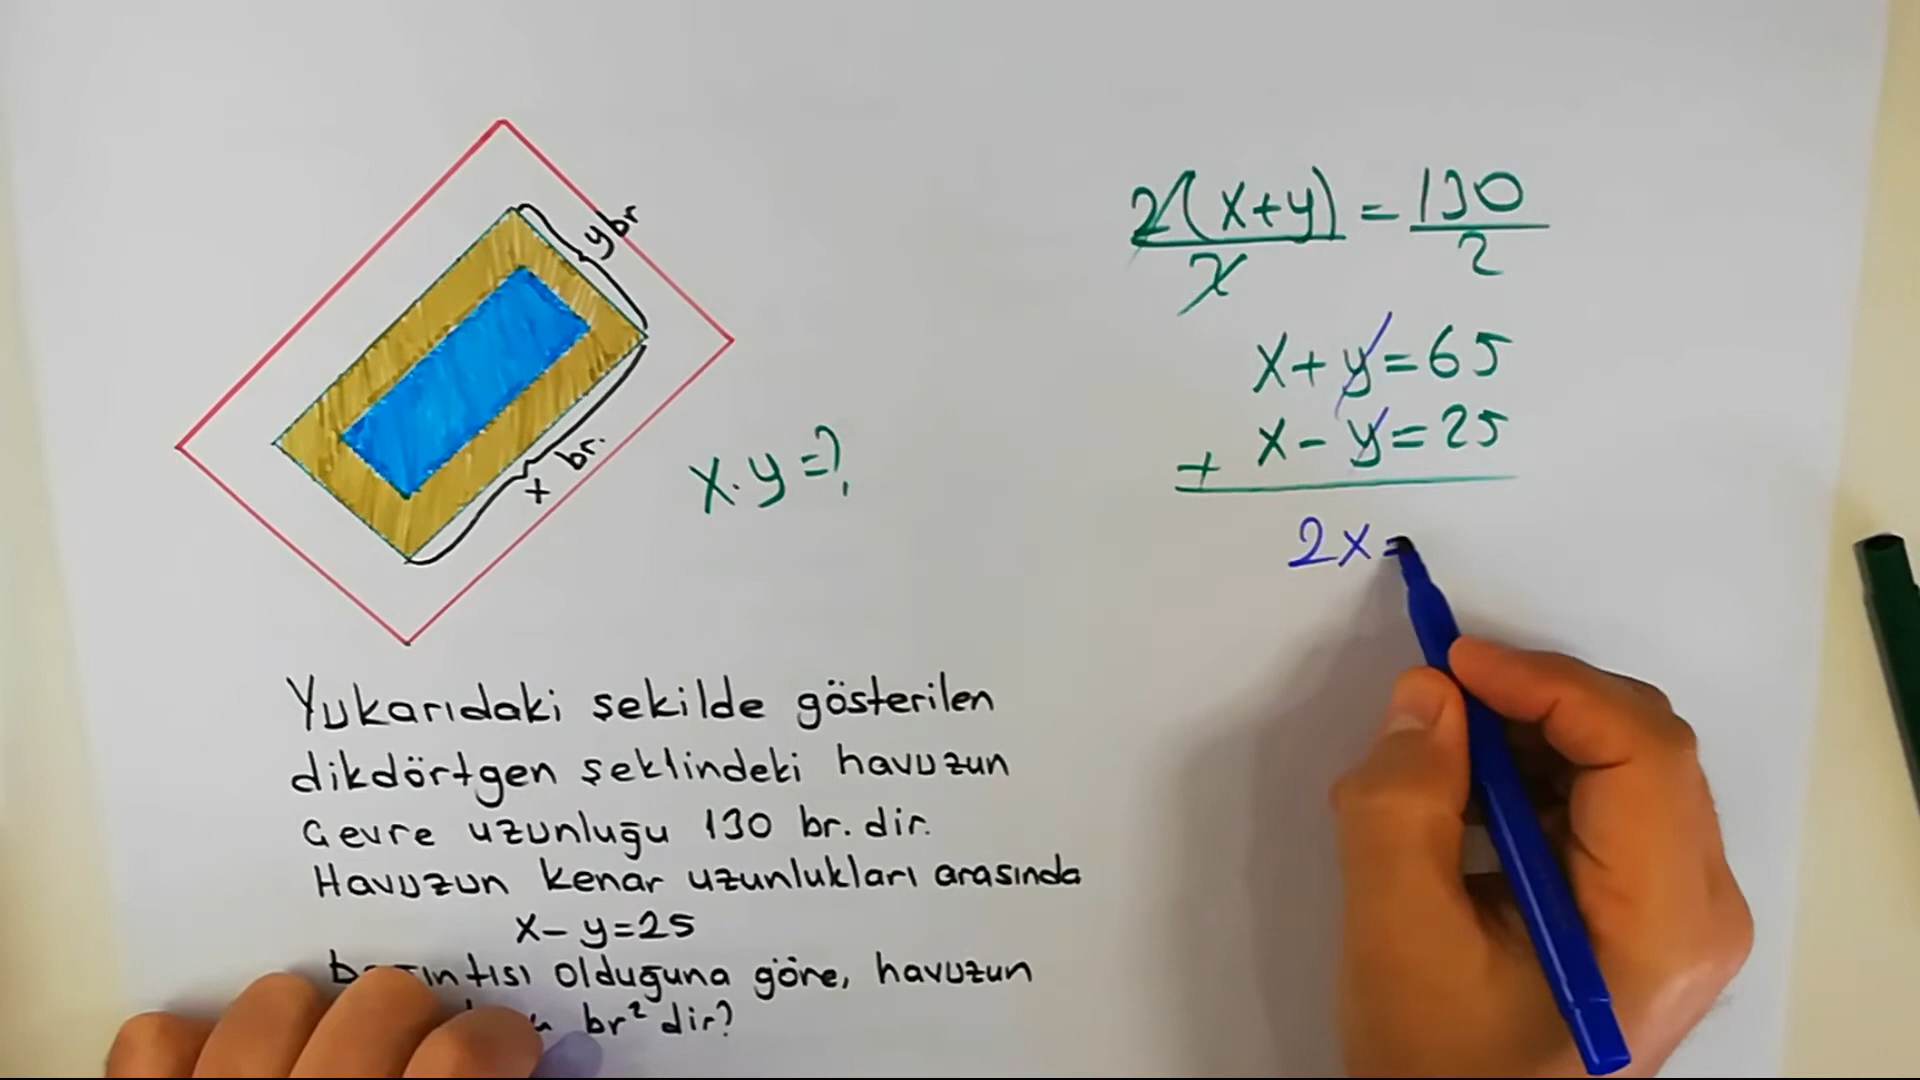 y br
x br.
x.y=?
2(x+y)/2 = 130/2
x+y=65
+ x-y=25
2x=
Yukarıdaki şekilde gösterilen
dikdörtgen şeklindeki havuzun
Çevre uzunluğu 130 br. dir.
Havuzun kenar uzunlukları arasında
x-y=25
olduğuna göre, havuzun
br² dir?